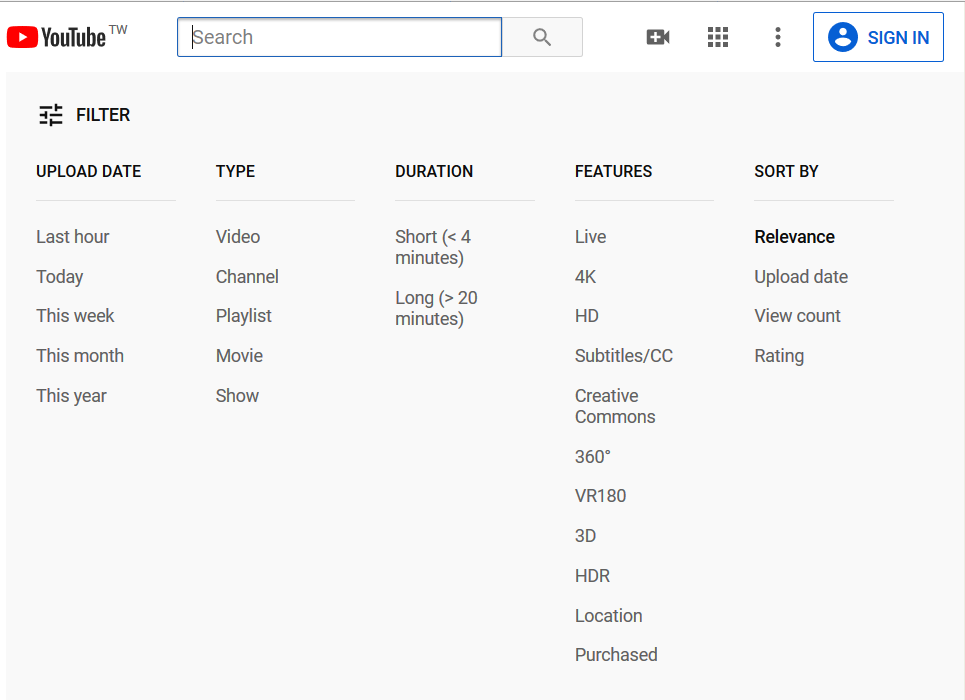 YouTube TW
Search
SIGN IN
FILTER
UPLOAD DATE
Last hour
Today
This week
This month
This year
TYPE
Video
Channel
Playlist
Movie
Show
DURATION
Short (< 4
minutes)
Long (> 20
minutes)
FEATURES
Live
4K
HD
Subtitles/CC
Creative
Commons
360°
VR180
3D
HDR
Location
Purchased
SORT BY
Relevance
Upload date
View count
Rating